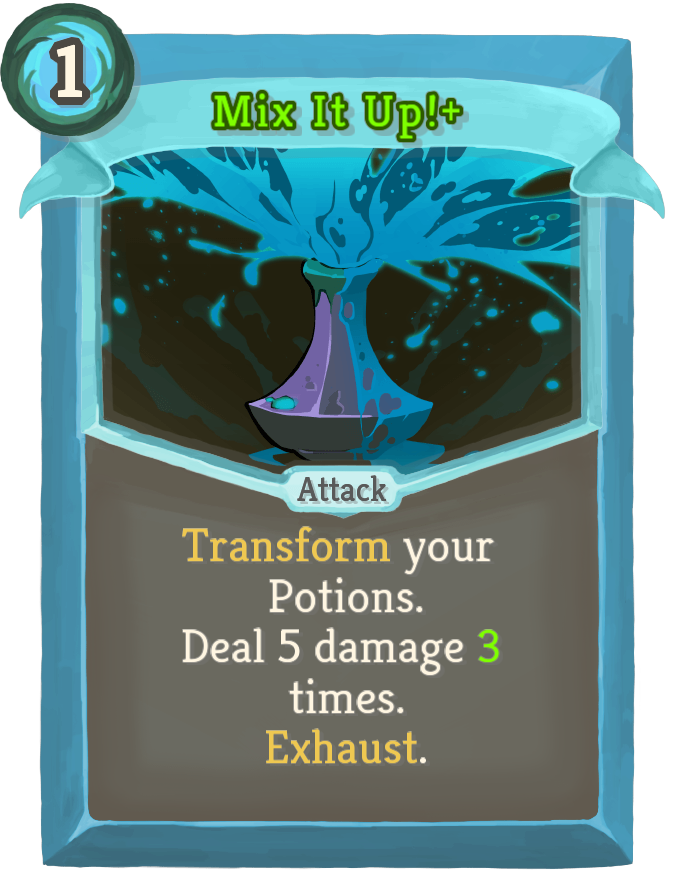 1
Mix It Up!+
Attack
Transform your
Potions.
Deal 5 damage 3
times.
Exhaust.